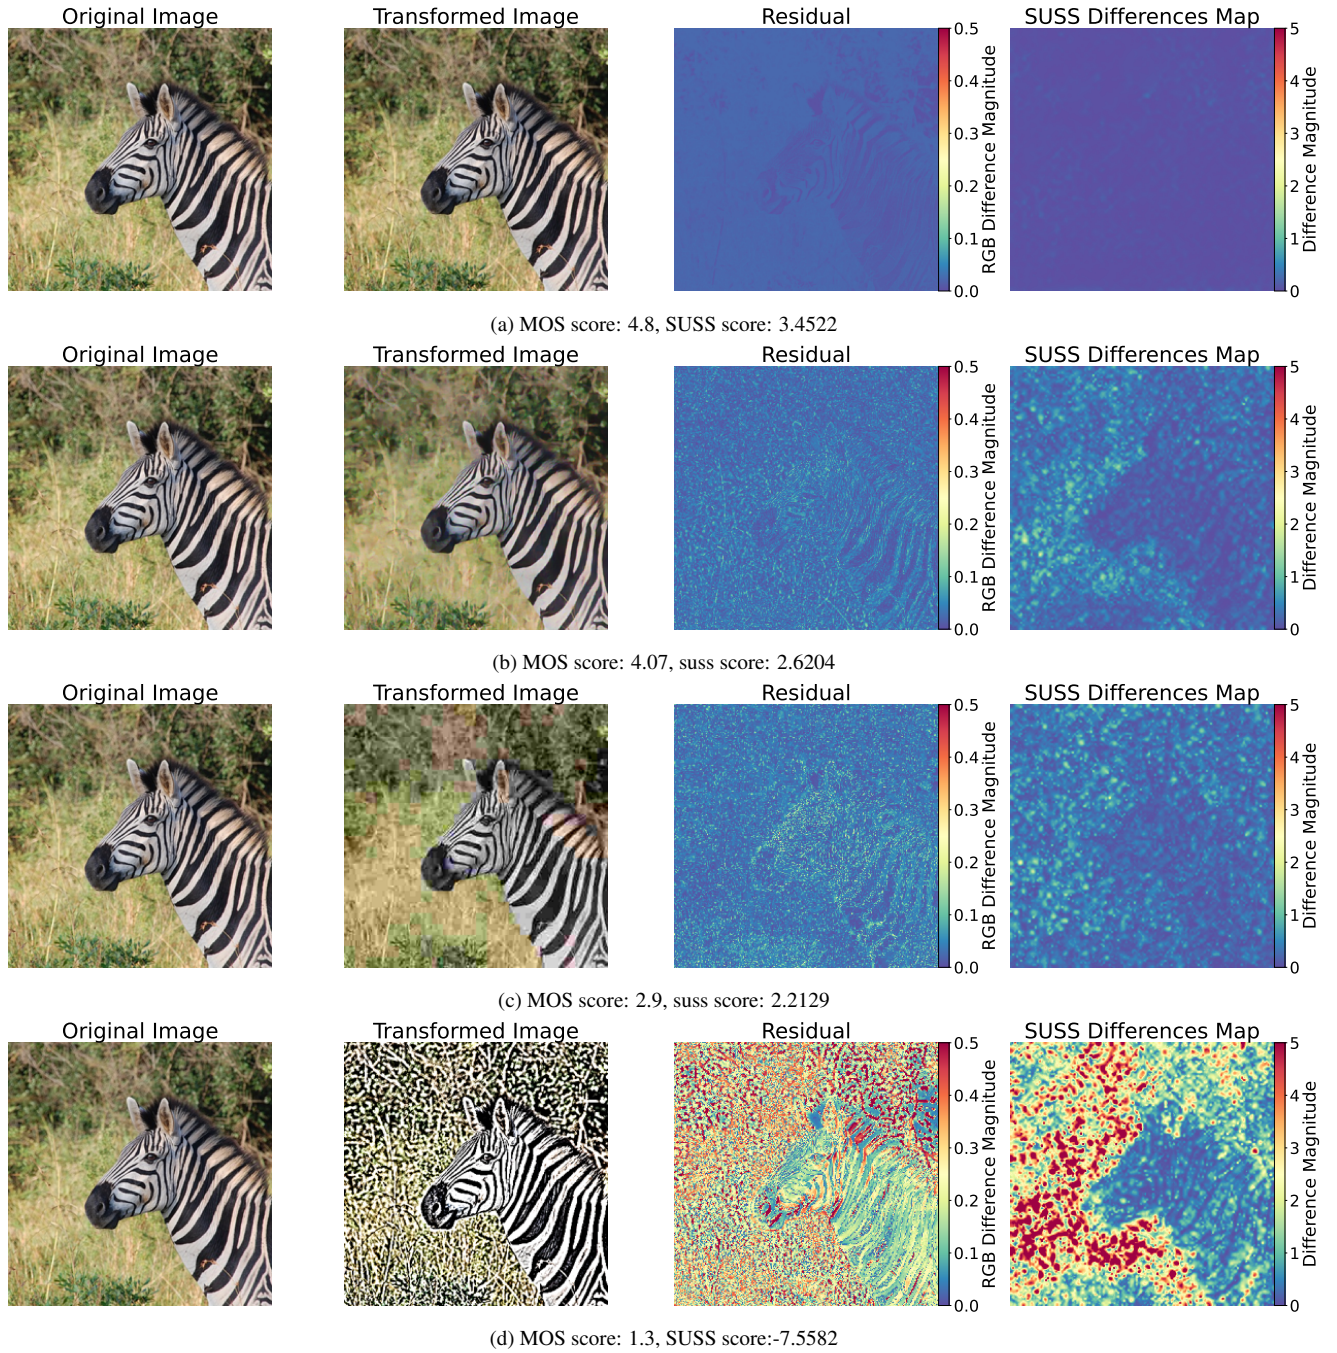 Original Image Transformed Image Residual SUSS Differences Map
0.5 5
0.4 4
0.3 3
0.2 2
0.1 1
0.0 0
RGB Difference Magnitude
Difference Magnitude
(a) MOS score: 4.8, SUSS score: 3.4522
Original Image Transformed Image Residual SUSS Differences Map
0.5 5
0.4 4
0.3 3
0.2 2
0.1 1
0.0 0
RGB Difference Magnitude
Difference Magnitude
(b) MOS score: 4.07, suss score: 2.6204
Original Image Transformed Image Residual SUSS Differences Map
0.5 5
0.4 4
0.3 3
0.2 2
0.1 1
0.0 0
RGB Difference Magnitude
Difference Magnitude
(c) MOS score: 2.9, suss score: 2.2129
Original Image Transformed Image Residual SUSS Differences Map
0.5 5
0.4 4
0.3 3
0.2 2
0.1 1
0.0 0
RGB Difference Magnitude
Difference Magnitude
(d) MOS score: 1.3, SUSS score:-7.5582